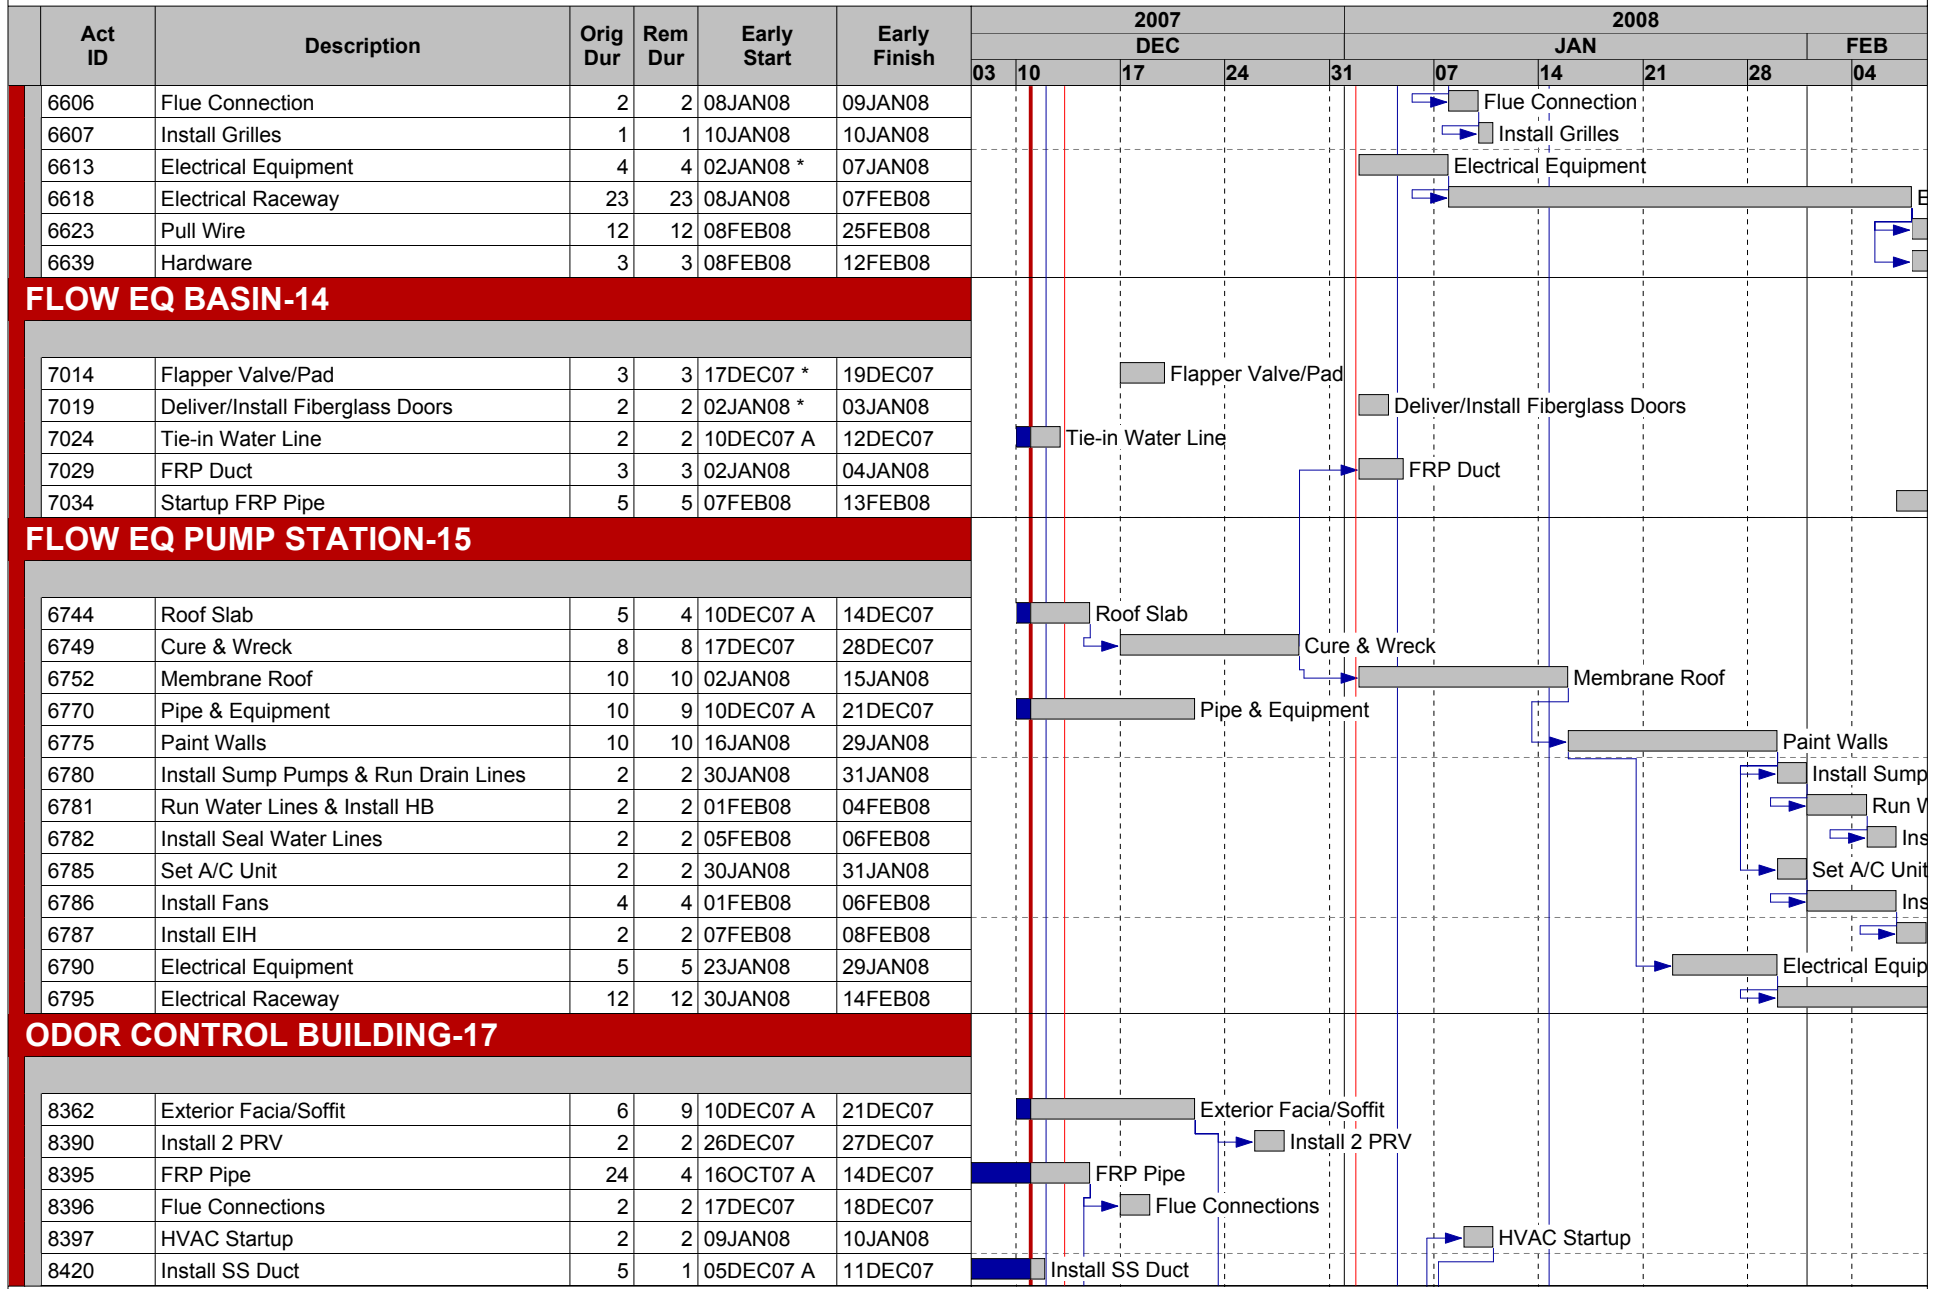 Act ID Description Orig Dur Rem Dur Early Start Early Finish 2007 2008
DEC JAN FEB
03 10 17 24 31 07 14 21 28 04
6606 Flue Connection 2 2 08JAN08 09JAN08 Flue Connection
6607 Install Grilles 1 1 10JAN08 10JAN08 Install Grilles
6613 Electrical Equipment 4 4 02JAN08 * 07JAN08 Electrical Equipment
6618 Electrical Raceway 23 23 08JAN08 07FEB08 E
6623 Pull Wire 12 12 08FEB08 25FEB08
6639 Hardware 3 3 08FEB08 12FEB08
FLOW EQ BASIN-14
7014 Flapper Valve/Pad 3 3 17DEC07 * 19DEC07 Flapper Valve/Pad
7019 Deliver/Install Fiberglass Doors 2 2 02JAN08 * 03JAN08 Deliver/Install Fiberglass Doors
7024 Tie-in Water Line 2 2 10DEC07 A 12DEC07 Tie-in Water Line
7029 FRP Duct 3 3 02JAN08 04JAN08 FRP Duct
7034 Startup FRP Pipe 5 5 07FEB08 13FEB08
FLOW EQ PUMP STATION-15
6744 Roof Slab 5 4 10DEC07 A 14DEC07 Roof Slab
6749 Cure & Wreck 8 8 17DEC07 28DEC07 Cure & Wreck
6752 Membrane Roof 10 10 02JAN08 15JAN08 Membrane Roof
6770 Pipe & Equipment 10 9 10DEC07 A 21DEC07 Pipe & Equipment
6775 Paint Walls 10 10 16JAN08 29JAN08 Paint Walls
6780 Install Sump Pumps & Run Drain Lines 2 2 30JAN08 31JAN08 Install Sump
6781 Run Water Lines & Install HB 2 2 01FEB08 04FEB08 Run W
6782 Install Seal Water Lines 2 2 05FEB08 06FEB08 Ins
6785 Set A/C Unit 2 2 30JAN08 31JAN08 Set A/C Unit
6786 Install Fans 4 4 01FEB08 06FEB08 Ins
6787 Install EIH 2 2 07FEB08 08FEB08
6790 Electrical Equipment 5 5 23JAN08 29JAN08 Electrical Equip
6795 Electrical Raceway 12 12 30JAN08 14FEB08
ODOR CONTROL BUILDING-17
8362 Exterior Facia/Soffit 6 9 10DEC07 A 21DEC07 Exterior Facia/Soffit
8390 Install 2 PRV 2 2 26DEC07 27DEC07 Install 2 PRV
8395 FRP Pipe 24 4 16OCT07 A 14DEC07 FRP Pipe
8396 Flue Connections 2 2 17DEC07 18DEC07 Flue Connections
8397 HVAC Startup 2 2 09JAN08 10JAN08 HVAC Startup
8420 Install SS Duct 5 1 05DEC07 A 11DEC07 Install SS Duct